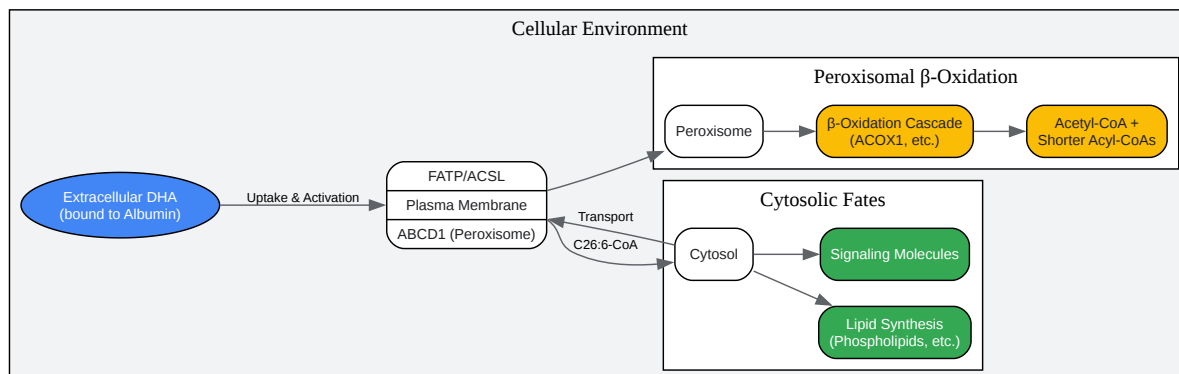 Cellular Environment
Peroxisomal β-Oxidation
Peroxisome
β-Oxidation Cascade
(ACOX1, etc.)
Acetyl-CoA +
Shorter Acyl-CoAs
Extracellular DHA
(bound to Albumin)
Uptake & Activation
FATP/ACSL
Plasma Membrane
ABCD1 (Peroxisome)
Transport
C26:6-CoA
Cytosolic Fates
Cytosol
Signaling Molecules
Lipid Synthesis
(Phospholipids, etc.)